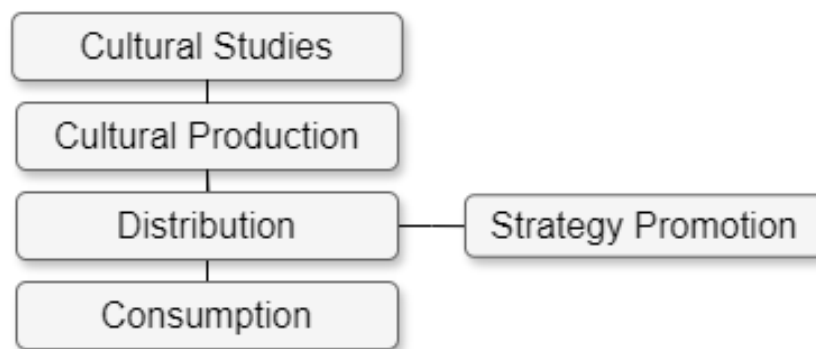 Cultural Studies
Cultural Production
Distribution
Strategy Promotion
Consumption